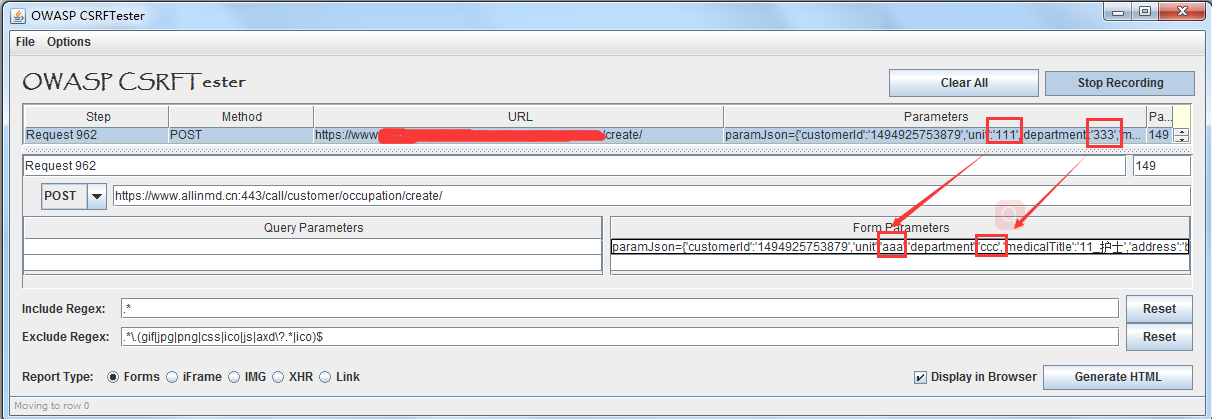 OWASP CSRFTester
File Options
OWASP CSRFTester
Clear All Stop Recording
Step Method URL Parameters Pa...
Request 962 POST https://www. /create/ paramJson={'customerId':'1494925753879','unit':'111','department':'333','m... 149
Request 962 149
POST https://www.allinmd.cn:443/call/customer/occupation/create/
Query Parameters Form Parameters
paramJson={'customerId':'1494925753879','unit':'aaa','department':'ccc','medicalTitle':'11_护士','address':'b
Include Regex: .* Reset
Exclude Regex: .*\.(gif|jpg|png|css|ico|js|axd\?.*|ico)$ Reset
Report Type: Forms iFrame IMG XHR Link Display in Browser Generate HTML
Moving to row 0